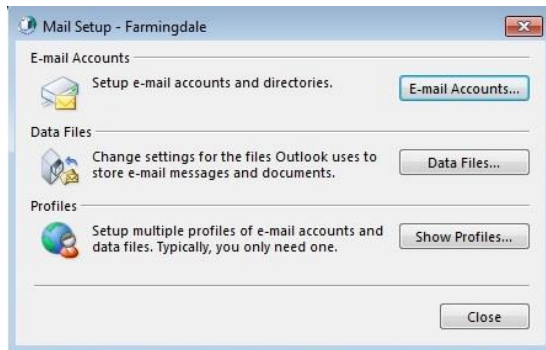 Mail Setup - Farmingdale
E-mail Accounts
Setup e-mail accounts and directories.
E-mail Accounts...
Data Files
Change settings for the files Outlook uses to
store e-mail messages and documents.
Data Files...
Profiles
Setup multiple profiles of e-mail accounts and
data files. Typically, you only need one.
Show Profiles...
Close